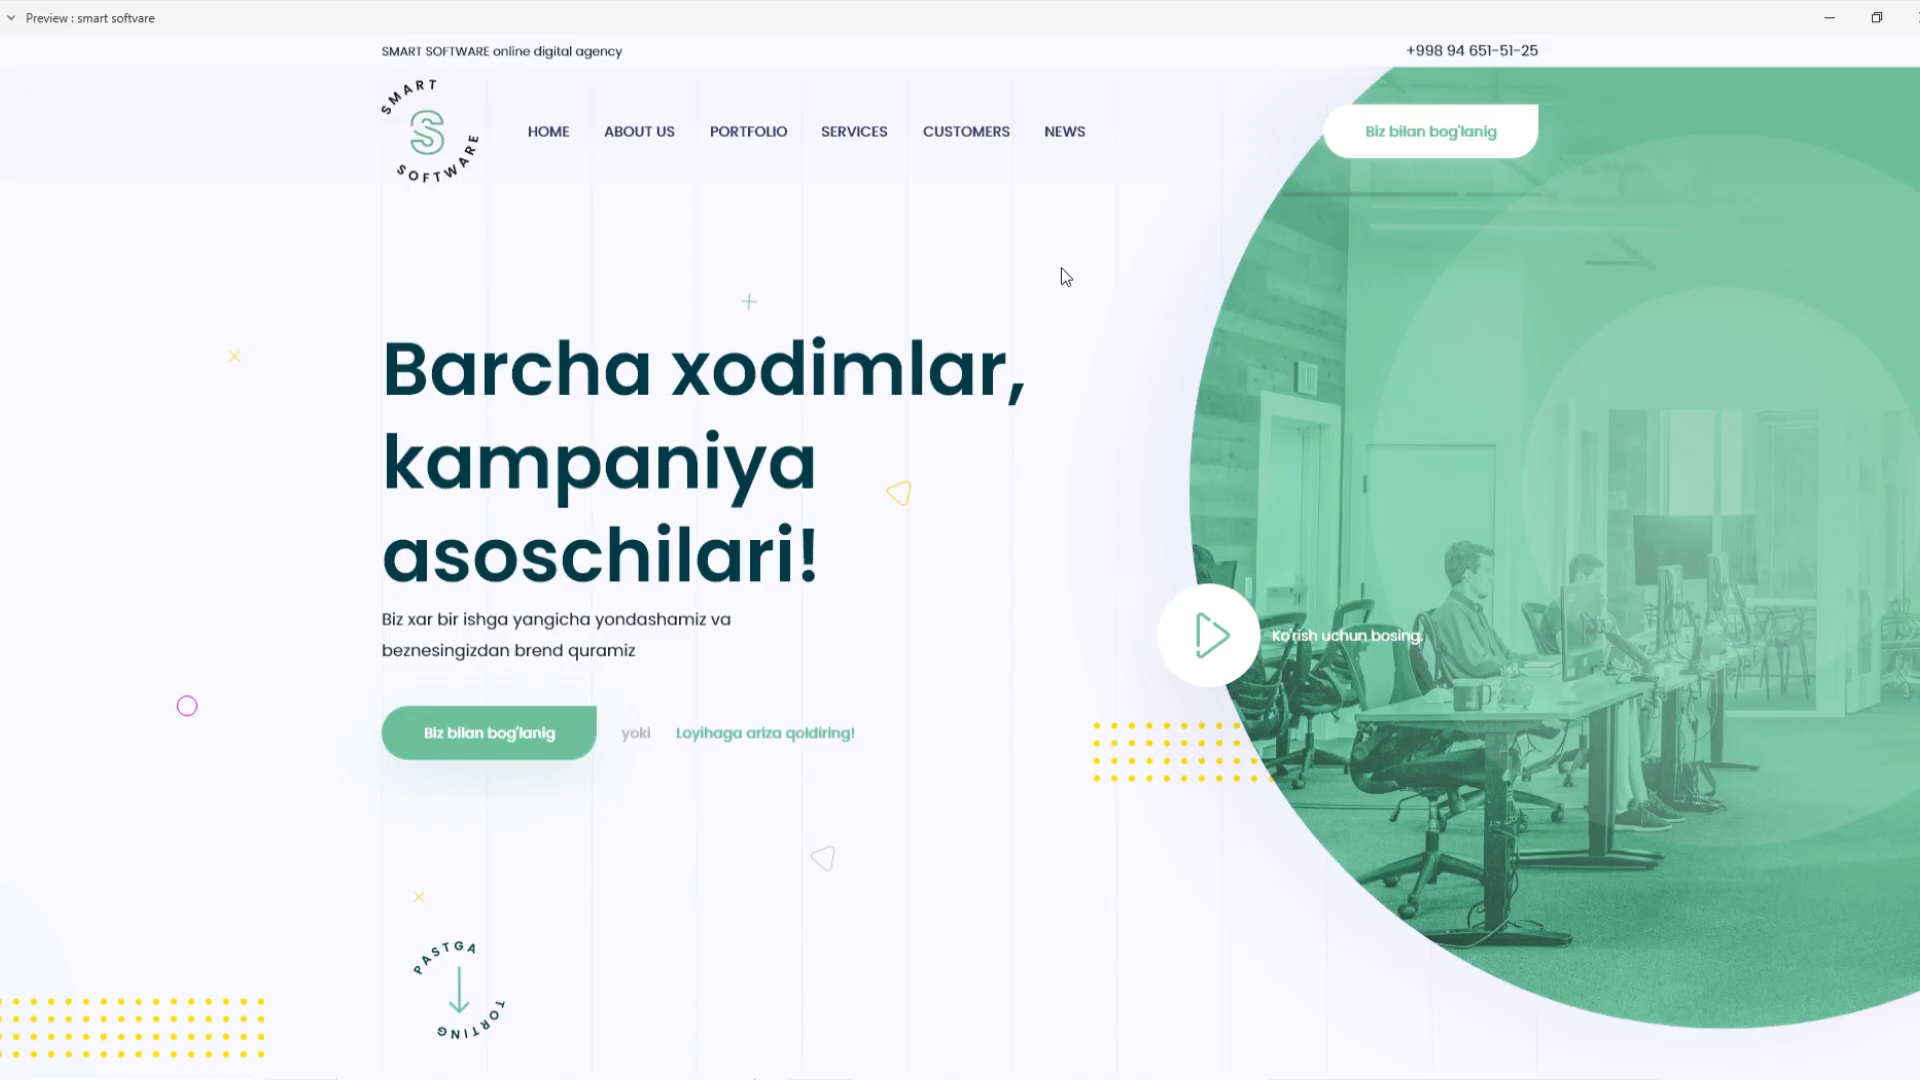 Preview : smart softvare
SMART SOFTWARE online digital agency
+998 94 651-51-25
SMART
S
SOFTWARE
HOME
ABOUT US
PORTFOLIO
SERVICES
CUSTOMERS
NEWS
Biz bilan bog'lanig
Barcha xodimlar,
kampaniya
asoschilari!
Biz xar bir ishga yangicha yondashamiz va
beznesingizdan brend quramiz
Ko'rish uchun bosing.
Biz bilan bog'lanig
yoki
Loyihaga ariza qoldiring!
PASTGA
TORTING